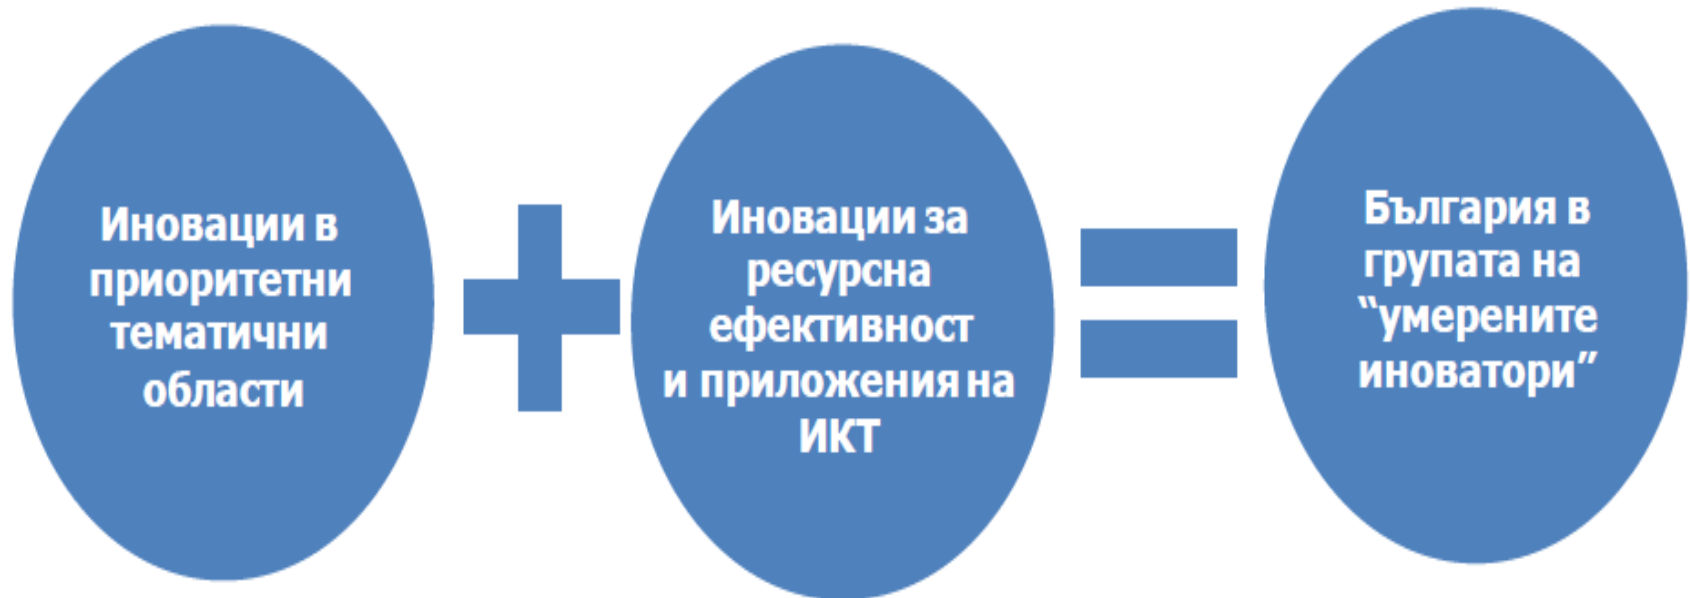 Иновации в
приоритетни
тематични
области
Иновации за
ресурсна
ефективност
и приложения на
ИКТ
България в
групата на
“умерените
иноватори”